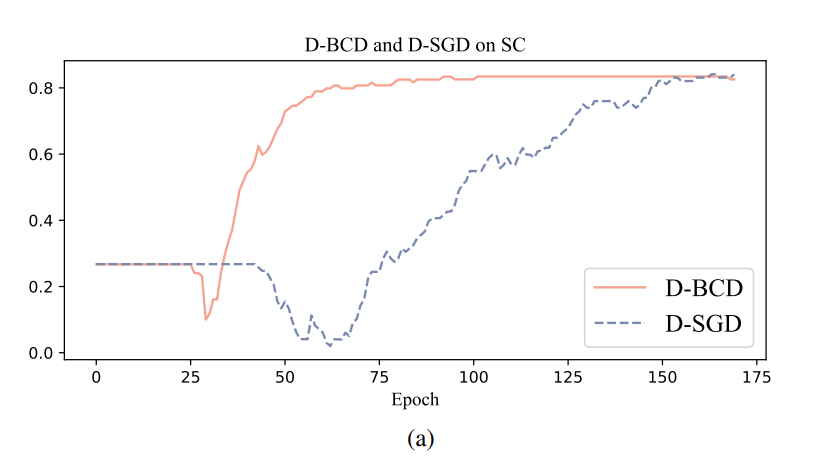 D-BCD and D-SGD on SC
0.8
0.6
0.4
0.2
0.0
D-BCD
D-SGD
0 25 50 75 100 125 150 175
Epoch
(a)